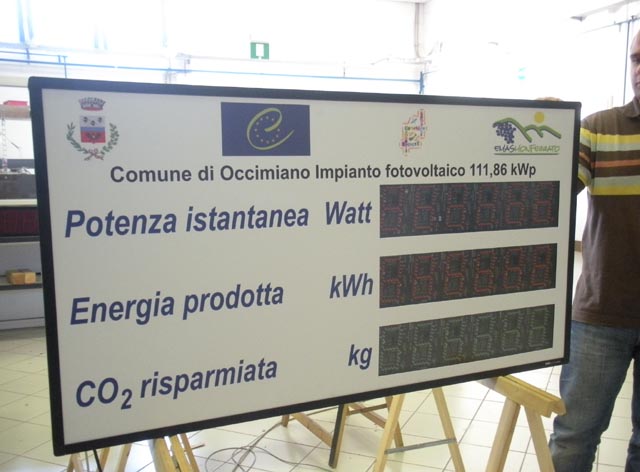 Comune di Occimiano Impianto fotovoltaico 111,86 kWp
Potenza istantanea Watt
Energia prodotta kWh
CO2 risparmiata kg